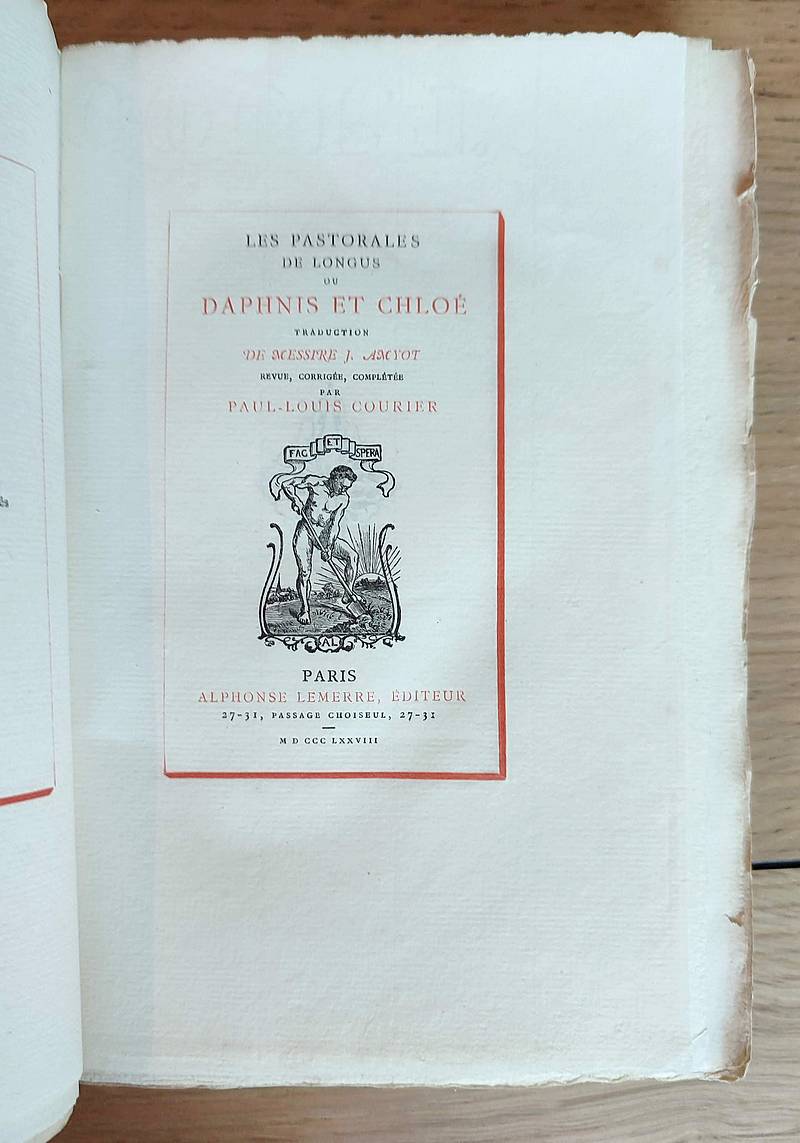 LES PASTORALES
DE LONGUS
OU
DAPHNIS ET CHLOÉ
TRADUCTION
DE MESSIRE J. AMYOT
REVUE, CORRIGÉE, COMPLÉTÉE
PAR
PAUL-LOUIS COURIER
FAC ET SPERA
AL
PARIS
ALPHONSE LEMERRE, ÉDITEUR
27-31, PASSAGE CHOISEUL, 27-31
M D CCC LXXVIII